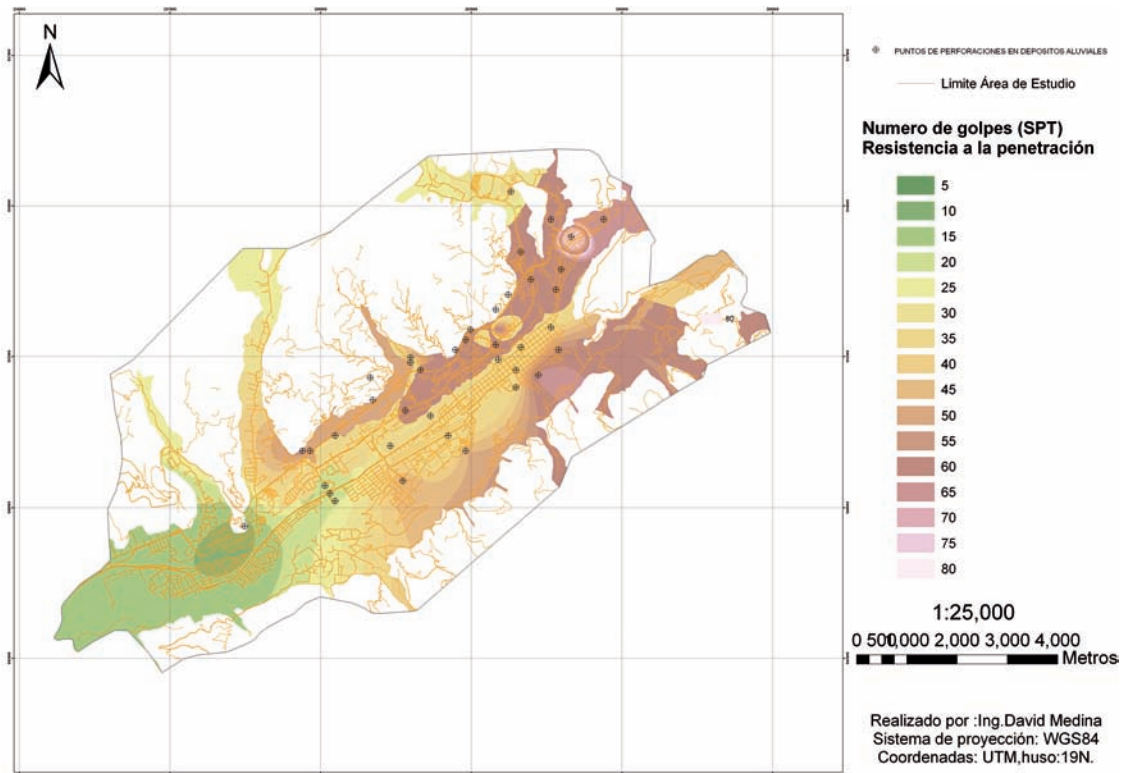 N
PUNTOS DE PERFORACIONES EN DEPOSITOS ALUVIALES
Limite Área de Estudio
Numero de golpes (SPT)
Resistencia a la penetración
5
10
15
20
25
30
35
40
45
50
55
60
65
70
75
80
1:25,000
0 500 1,000 2,000 3,000 4,000
Metros
Realizado por :Ing.David Medina
Sistema de proyección: WGS84
Coordenadas: UTM,huso:19N.